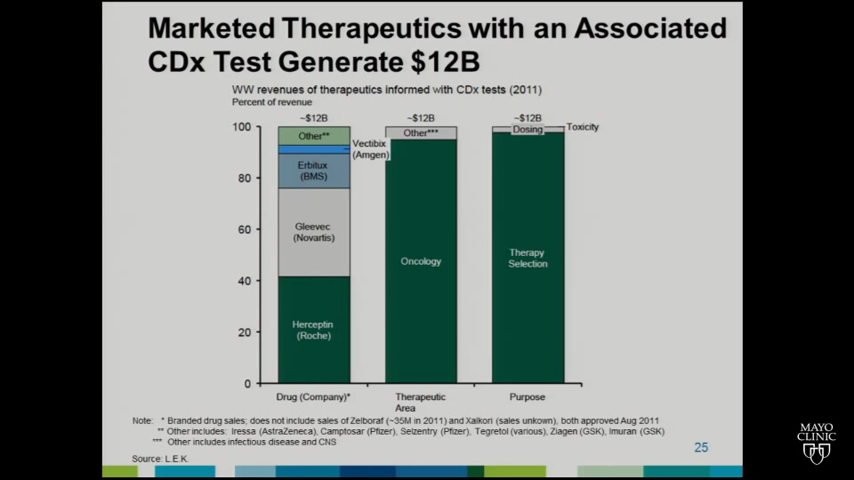 Marketed Therapeutics with an Associated
CDx Test Generate $12B
WW revenues of therapeutics informed with CDx tests (2011)
Percent of revenue
~$12B
~$12B
~$12B
100
80
60
40
20
0
Other**
Vectibix
(Amgen)
Erbitux
(BMS)
Gleevec
(Novartis)
Herceptin
(Roche)
Other***
Oncology
Dosing
Toxicity
Therapy
Selection
Drug (Company)*
Therapeutic
Area
Purpose
Note: * Branded drug sales; does not include sales of Zelboraf (~35M in 2011) and Xalkori (sales unkown), both approved Aug 2011
** Other includes: Iressa (AstraZeneca), Camptosar (Pfizer), Selzentry (Pfizer), Tegretol (various), Ziagen (GSK), Imuran (GSK)
*** Other includes infectious disease and CNS
Source: L.E.K.
25
MAYO
CLINIC